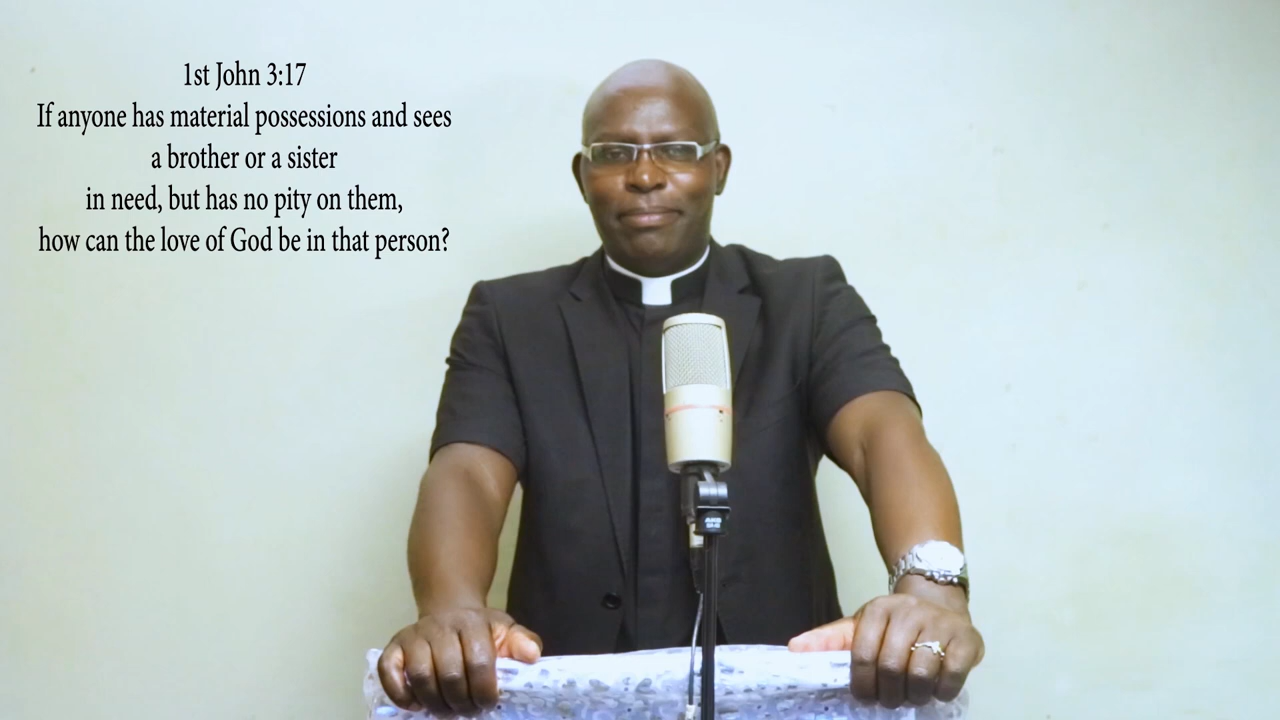 1st John 3:17
If anyone has material possessions and sees
a brother or a sister
in need, but has no pity on them,
how can the love of God be in that person?